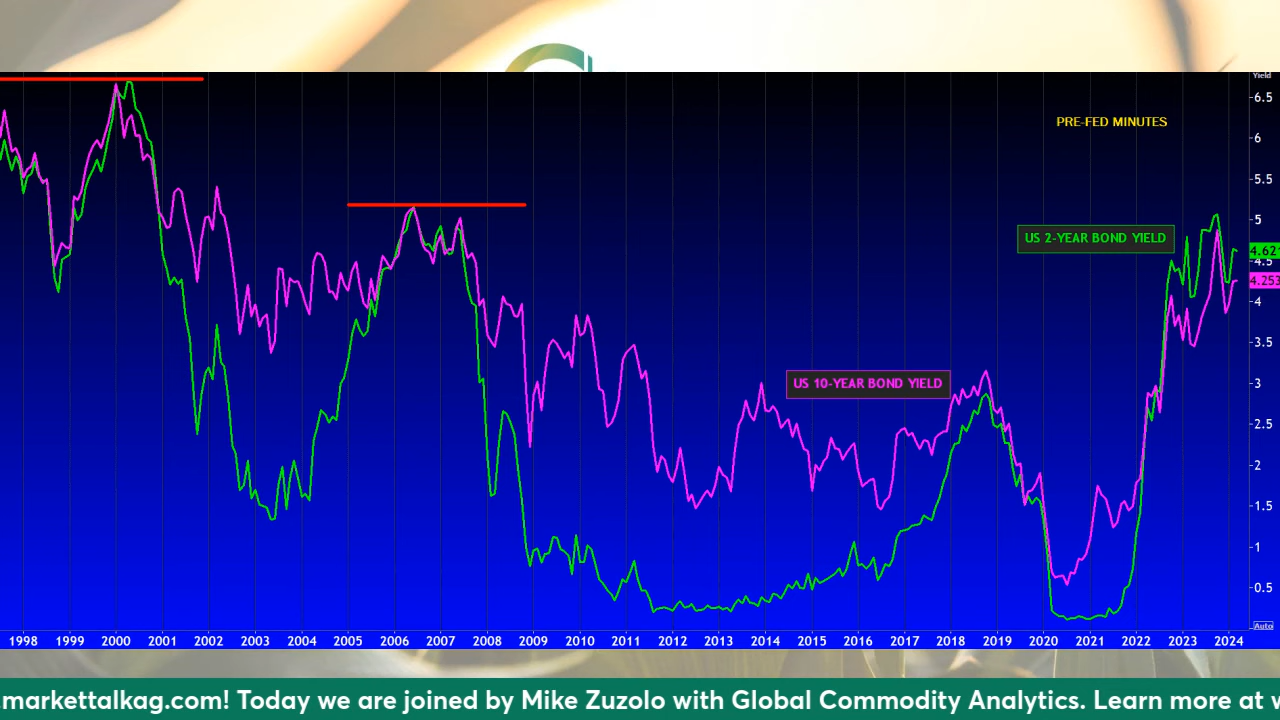 Yield
6.5
PRE-FED MINUTES
6
5.5
5
US 2-YEAR BOND YIELD
4.62
4.5
4.253
4
3.5
US 10-YEAR BOND YIELD
3
2.5
2
1.5
1
0.5
Auto
1998 1999 2000 2001 2002 2003 2004 2005 2006 2007 2008 2009 2010 2011 2012 2013 2014 2015 2016 2017 2018 2019 2020 2021 2022 2023 2024
.markettalkag.com! Today we are joined by Mike Zuzolo with Global Commodity Analytics. Learn more at